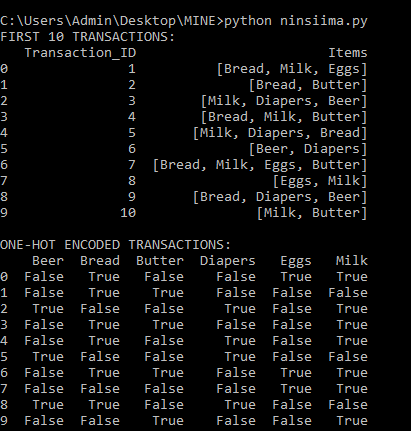 C:\Users\Admin\Desktop\MINE>python ninsiima.py
FIRST 10 TRANSACTIONS:
   Transaction_ID                         Items
0               1           [Bread, Milk, Eggs]
1               2               [Bread, Butter]
2               3         [Milk, Diapers, Beer]
3               4         [Bread, Milk, Butter]
4               5        [Milk, Diapers, Bread]
5               6               [Beer, Diapers]
6               7   [Bread, Milk, Eggs, Butter]
7               8                  [Eggs, Milk]
8               9        [Bread, Diapers, Beer]
9              10                [Milk, Butter]
ONE-HOT ENCODED TRANSACTIONS:
    Beer  Bread  Butter  Diapers   Eggs   Milk
0  False   True   False    False   True   True
1  False   True    True    False  False  False
2   True  False   False     True  False   True
3  False   True    True    False  False   True
4  False   True   False     True  False   True
5   True  False   False     True  False  False
6  False   True    True    False   True   True
7  False  False   False    False   True   True
8   True   True   False     True  False  False
9  False  False    True    False  False   True